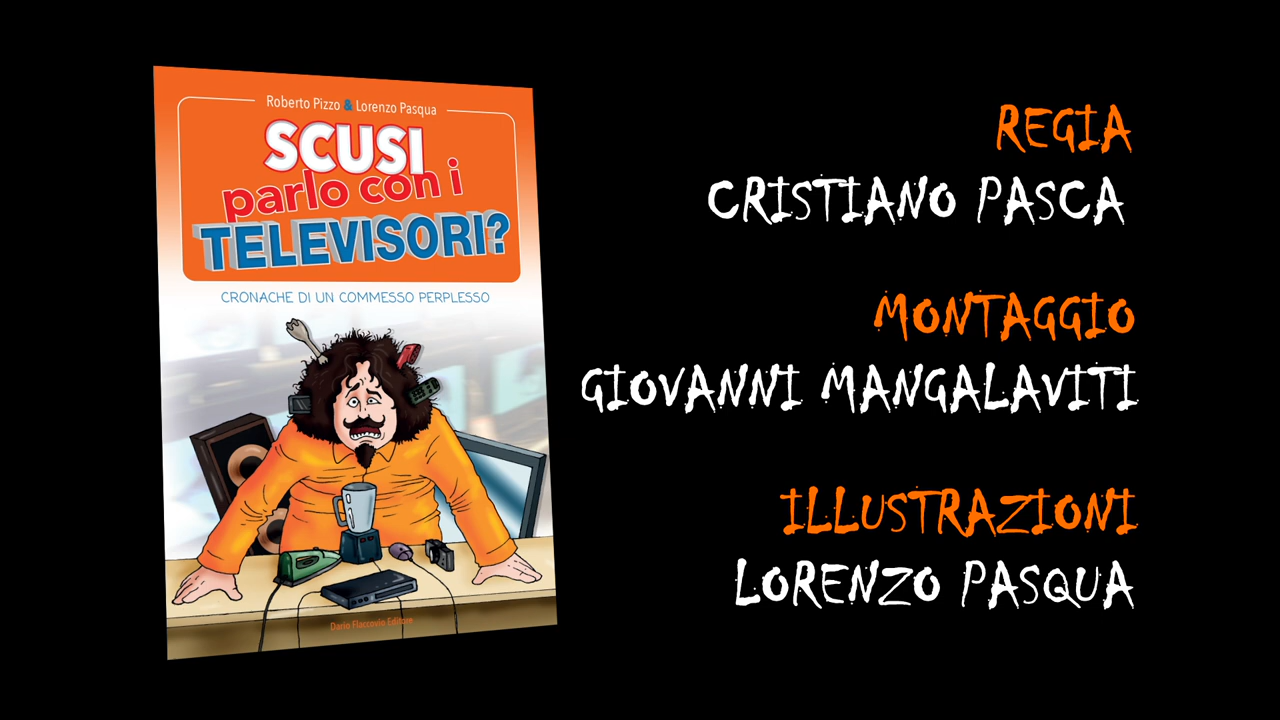 Roberto Pizzo & Lorenzo Pasqua
SCUSI
parlo con i
TELEVISORI?
CRONACHE DI UN COMMESSO PERPLESSO
Dario Flaccovio Editore
REGIA
CRISTIANO PASCA
MONTAGGIO
GIOVANNI MANGALAVITI
ILLUSTRAZIONI
LORENZO PASQUA